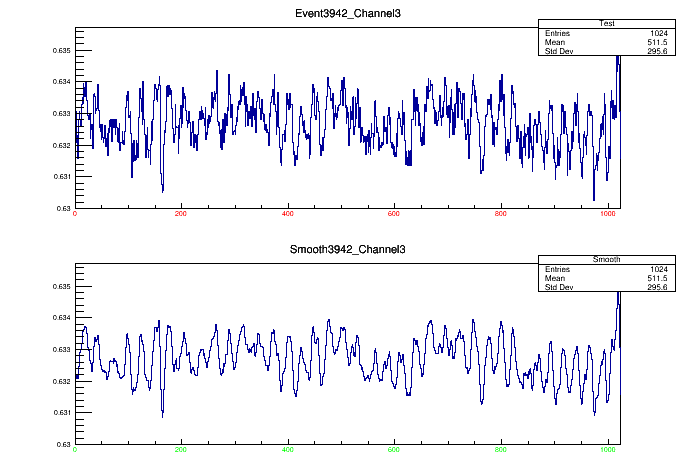 Event3942_Channel3
Test
Entries 1024
Mean 511.5
Std Dev 295.6
0.635
0.634
0.633
0.632
0.631
0.63
0 200 400 600 800 1000
Smooth3942_Channel3
Smooth
Entries 1024
Mean 511.5
Std Dev 295.6
0.635
0.634
0.633
0.632
0.631
0.63
0 200 400 600 800 1000